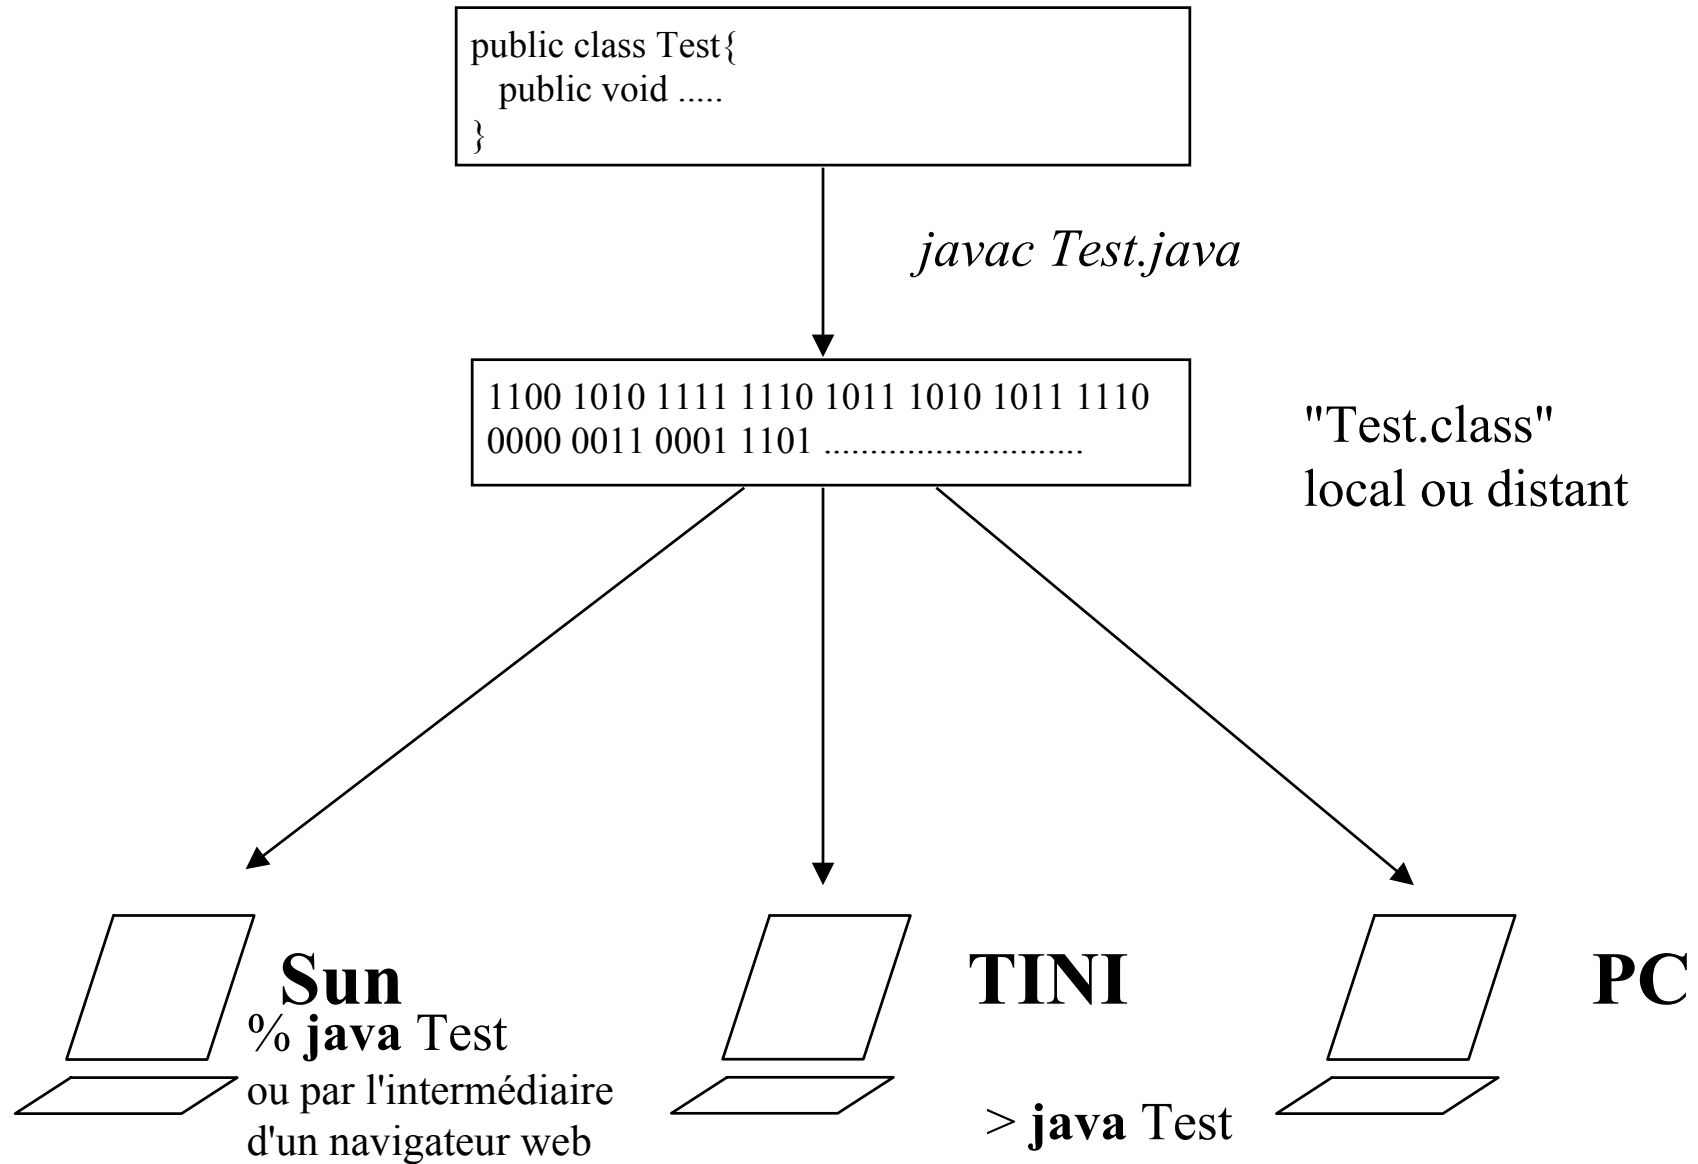 public class Test{
public void .....
}
javac Test.java
1100 1010 1111 1110 1011 1010 1011 1110
0000 0011 0001 1101 ............................
"Test.class"
local ou distant
Sun
% java Test
ou par l'intermédiaire
d'un navigateur web
TINI
> java Test
PC